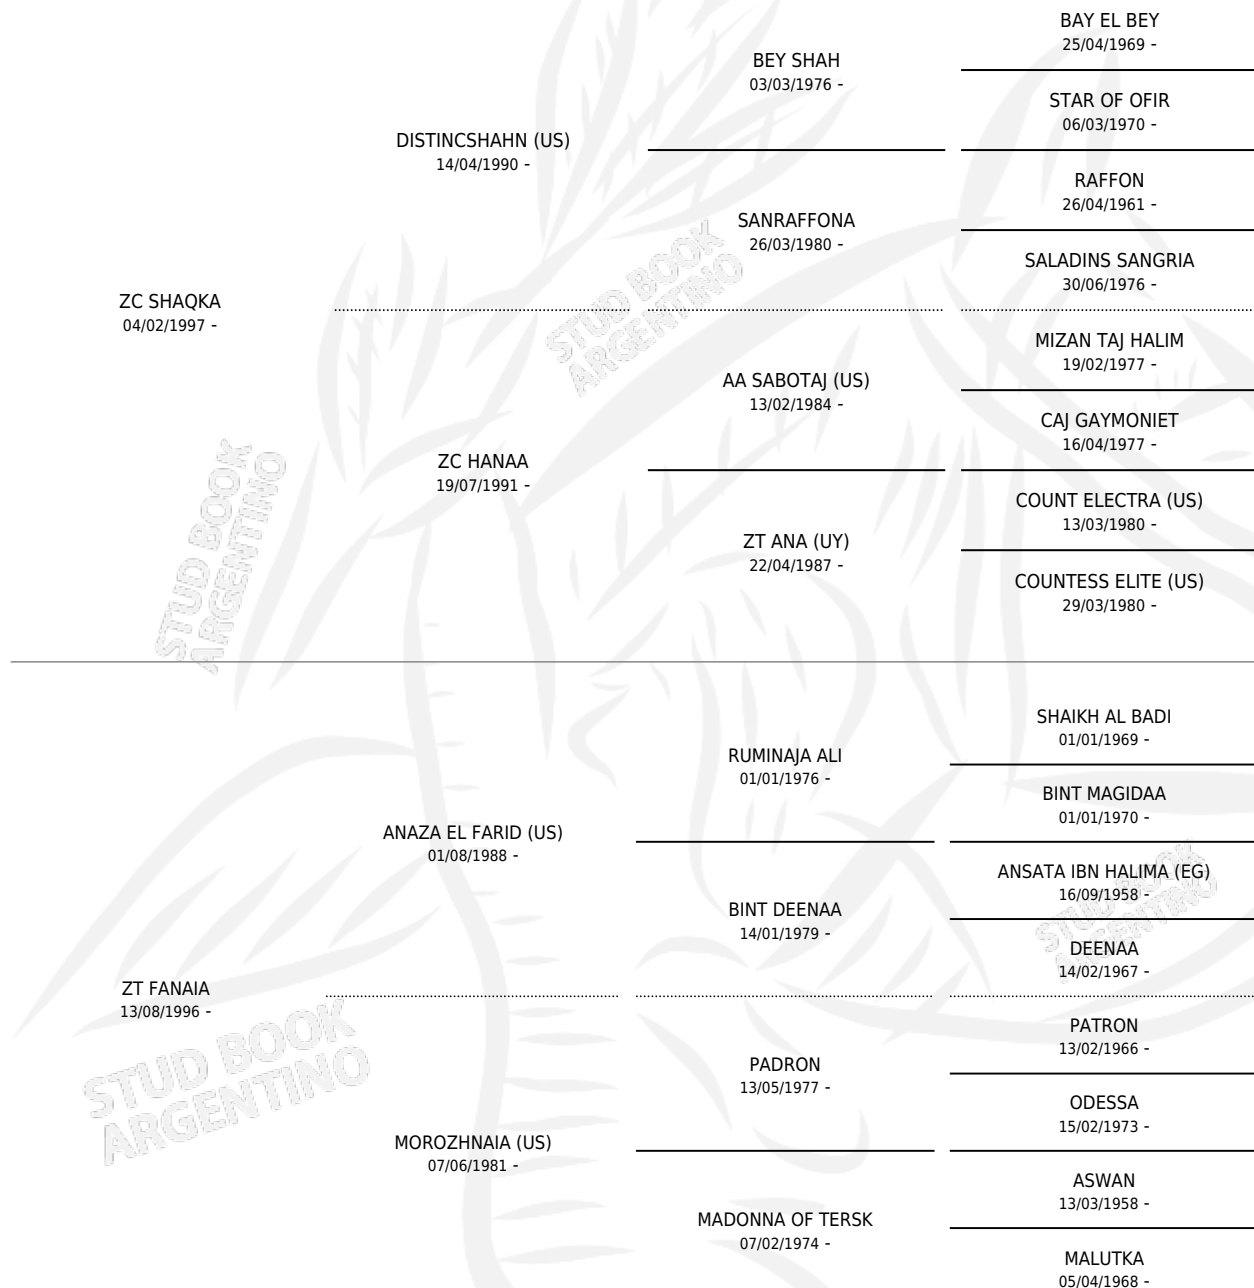 BAY EL BEY
25/04/1969 -
BEY SHAH
03/03/1976 -
STAR OF OFIR
06/03/1970 -
DISTINCSHAHN (US)
14/04/1990 -
RAFFON
26/04/1961 -
SANRAFFONA
26/03/1980 -
SALADINS SANGRIA
30/06/1976 -
ZC SHAQKA
04/02/1997 -
MIZAN TAJ HALIM
19/02/1977 -
AA SABOTAJ (US)
13/02/1984 -
CAJ GAYMONIET
16/04/1977 -
ZC HANAA
19/07/1991 -
COUNT ELECTRA (US)
13/03/1980 -
ZT ANA (UY)
22/04/1987 -
COUNTESS ELITE (US)
29/03/1980 -
SHAIKH AL BADI
01/01/1969 -
RUMINAJA ALI
01/01/1976 -
BINT MAGIDAA
01/01/1970 -
ANAZA EL FARID (US)
01/08/1988 -
ANSATA IBN HALIMA (EG)
16/09/1958 -
BINT DEENAA
14/01/1979 -
DEENAA
14/02/1967 -
ZT FANAIA
13/08/1996 -
PATRON
13/02/1966 -
PADRON
13/05/1977 -
ODESSA
15/02/1973 -
MOROZHNAIA (US)
07/06/1981 -
ASWAN
13/03/1958 -
MADONNA OF TERSK
07/02/1974 -
MALUTKA
05/04/1968 -
STUD BOOK
ARGENTINO
STUD BOOK
ARGENTINO
STUD BOOK
ARGENTINO
STUD BOOK
ARGENTINO